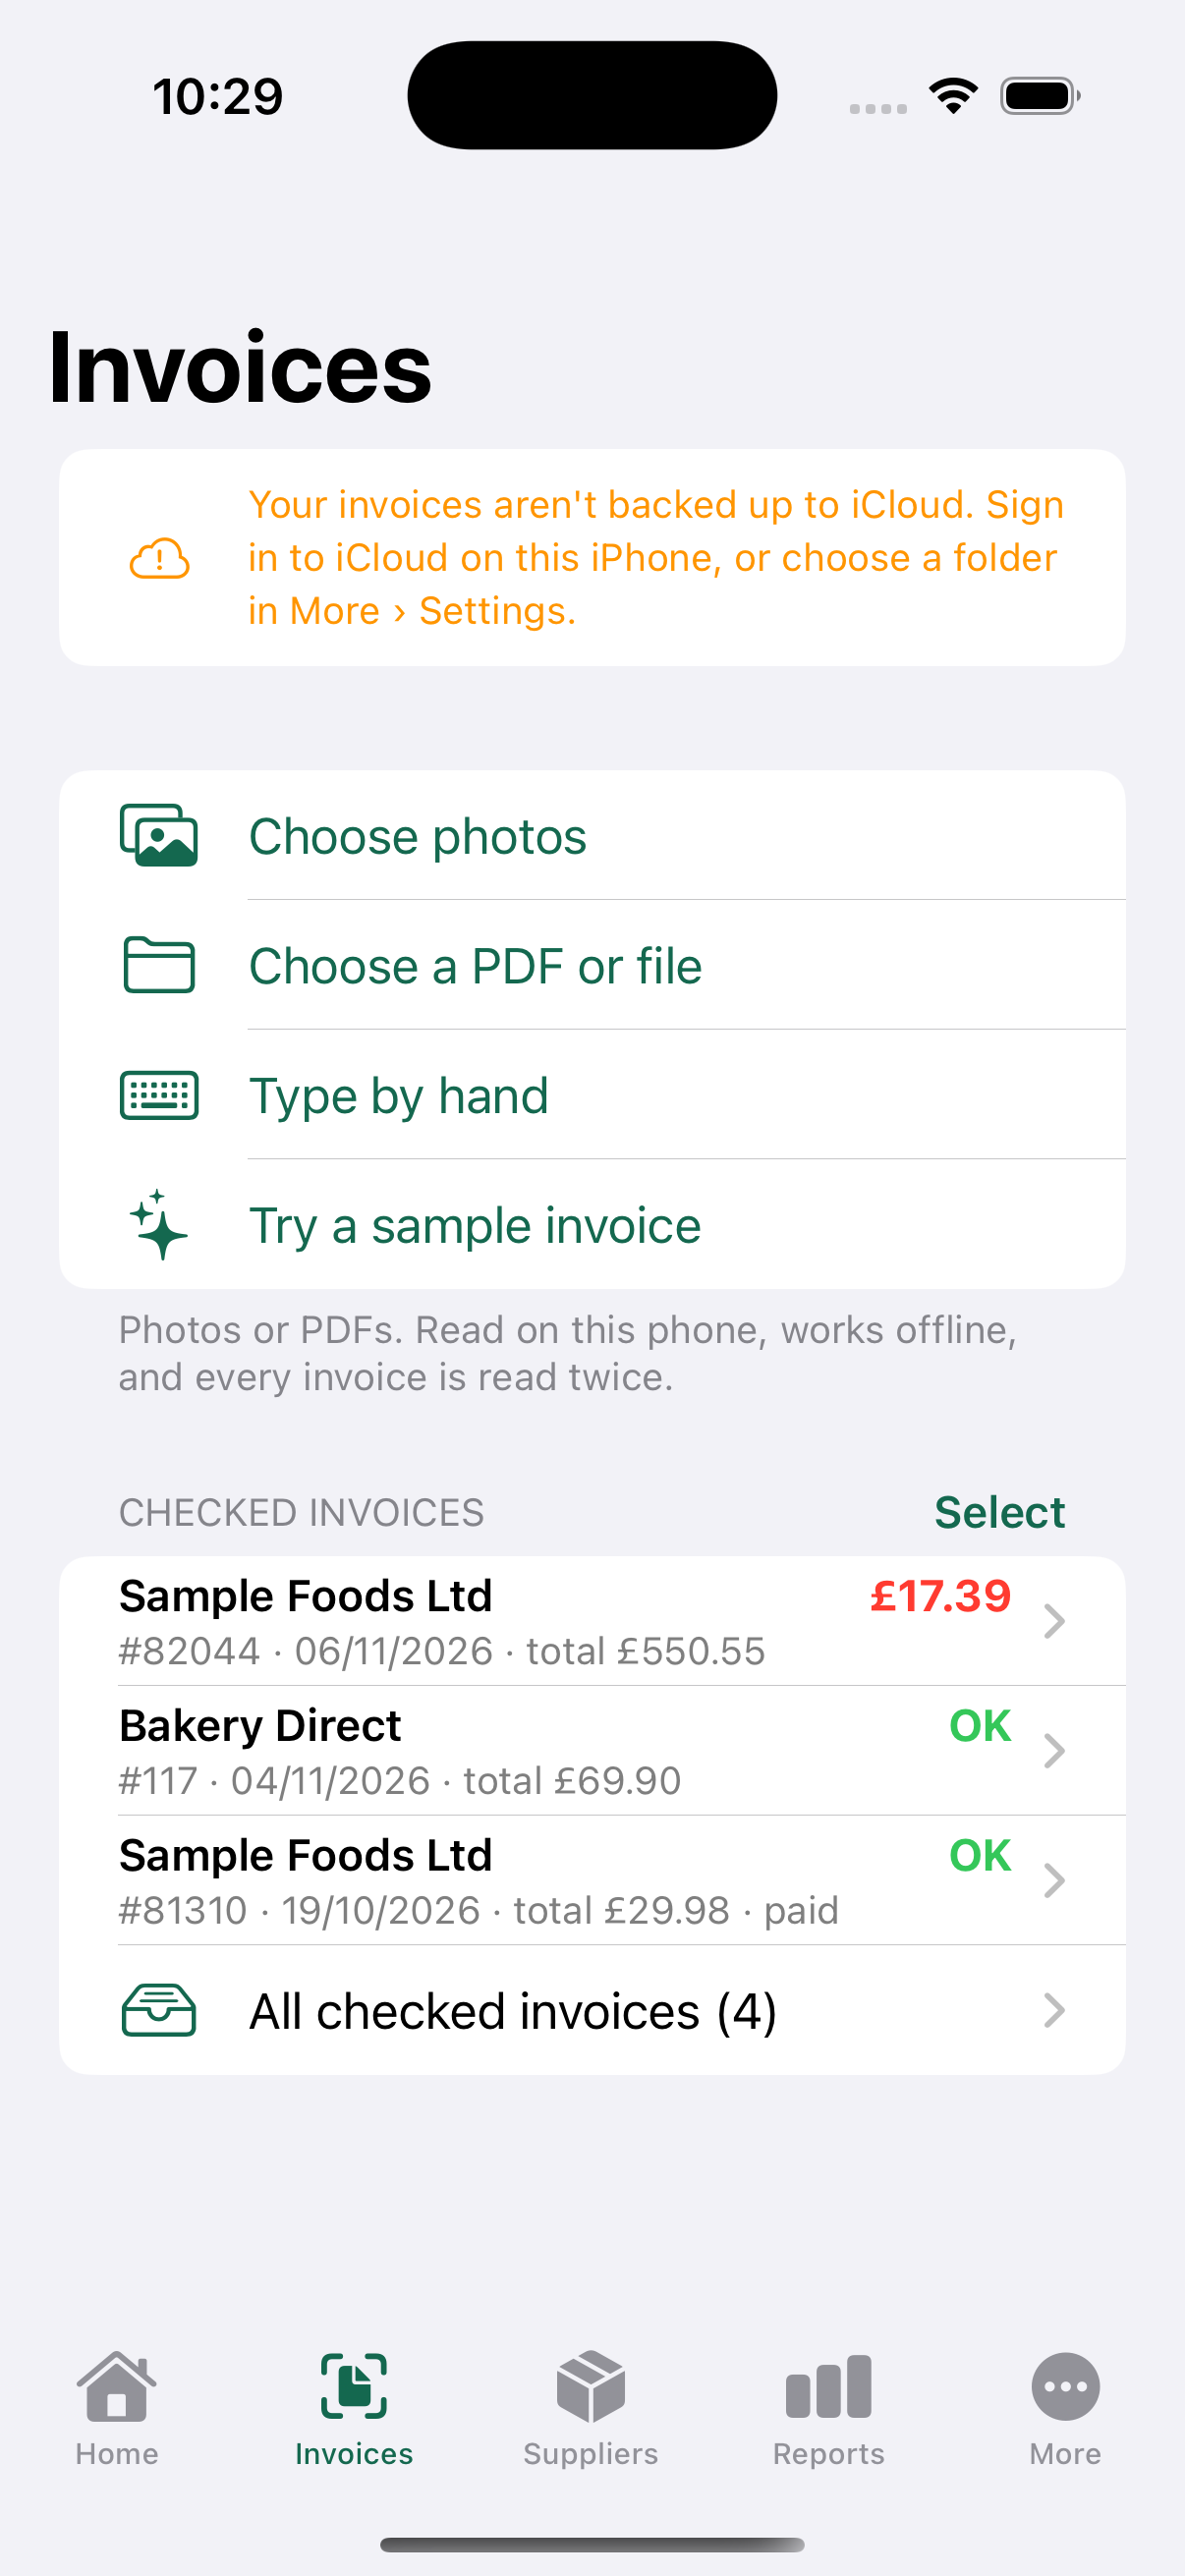 10:29
Invoices
Your invoices aren't backed up to iCloud. Sign
in to iCloud on this iPhone, or choose a folder
in More › Settings.
Choose photos
Choose a PDF or file
Type by hand
Try a sample invoice
Photos or PDFs. Read on this phone, works offline,
and every invoice is read twice.
CHECKED INVOICES Select
Sample Foods Ltd £17.39
#82044 · 06/11/2026 · total £550.55
Bakery Direct OK
#117 · 04/11/2026 · total £69.90
Sample Foods Ltd OK
#81310 · 19/10/2026 · total £29.98 · paid
All checked invoices (4)
Home Invoices Suppliers Reports More